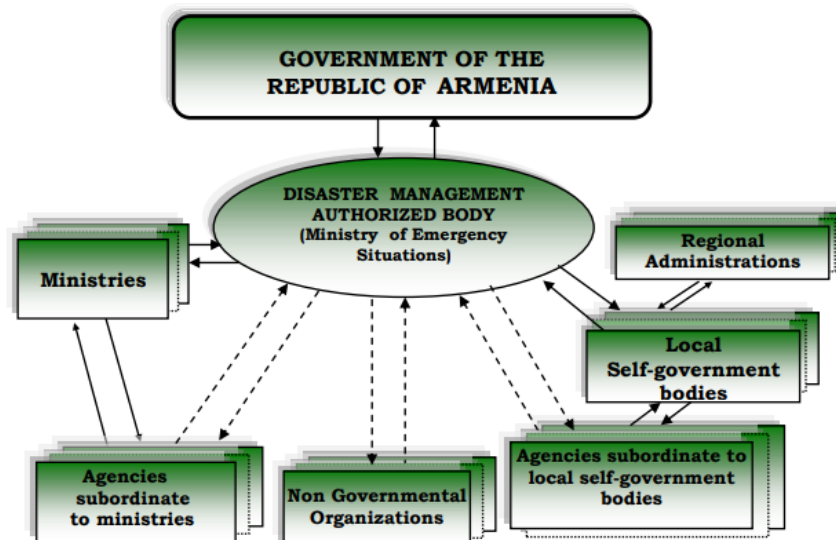 GOVERNMENT OF THE
REPUBLIC OF ARMENIA
DISASTER MANAGEMENT
AUTHORIZED BODY
(Ministry of Emergency
Situations)
Ministries
Regional
Administrations
Local
Self-government
bodies
Agencies
subordinate
to ministries
Non Governmental
Organizations
Agencies subordinate to
local self-government
bodies